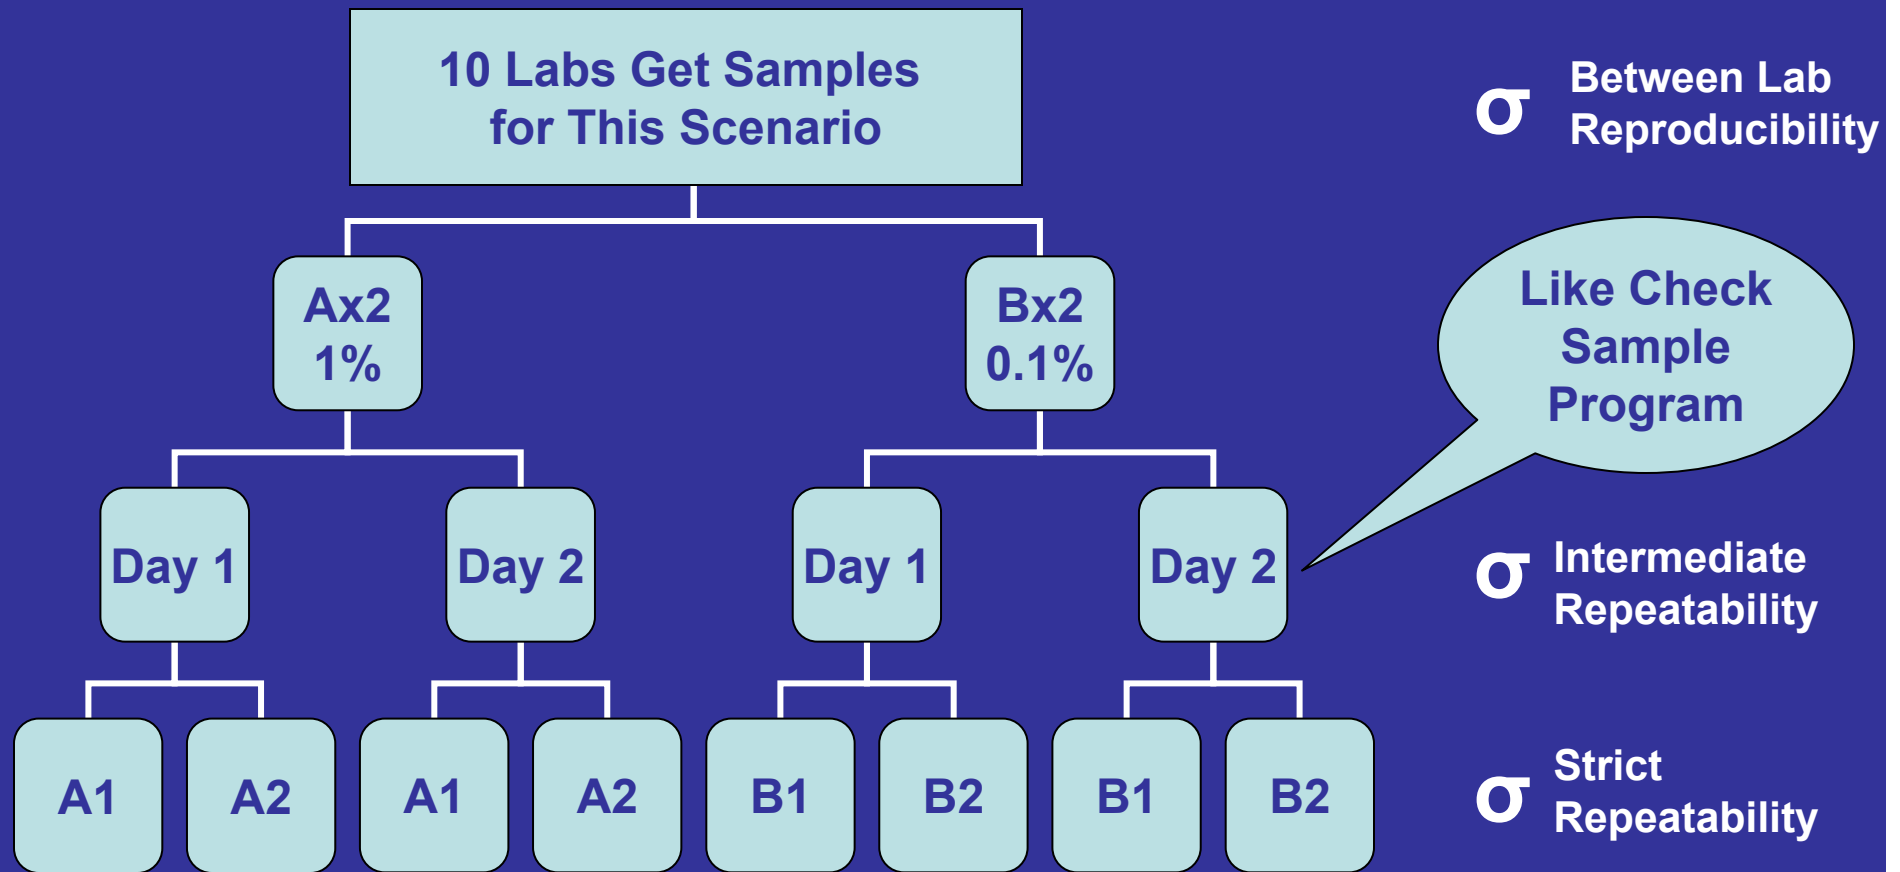 10 Labs Get Samples
for This Scenario
σ
Between Lab
Reproducibility
Ax2
1%
Bx2
0.1%
Like Check
Sample
Program
Day 1
Day 2
Day 1
Day 2
σ
Intermediate
Repeatability
A1
A2
A1
A2
B1
B2
B1
B2
σ
Strict
Repeatability